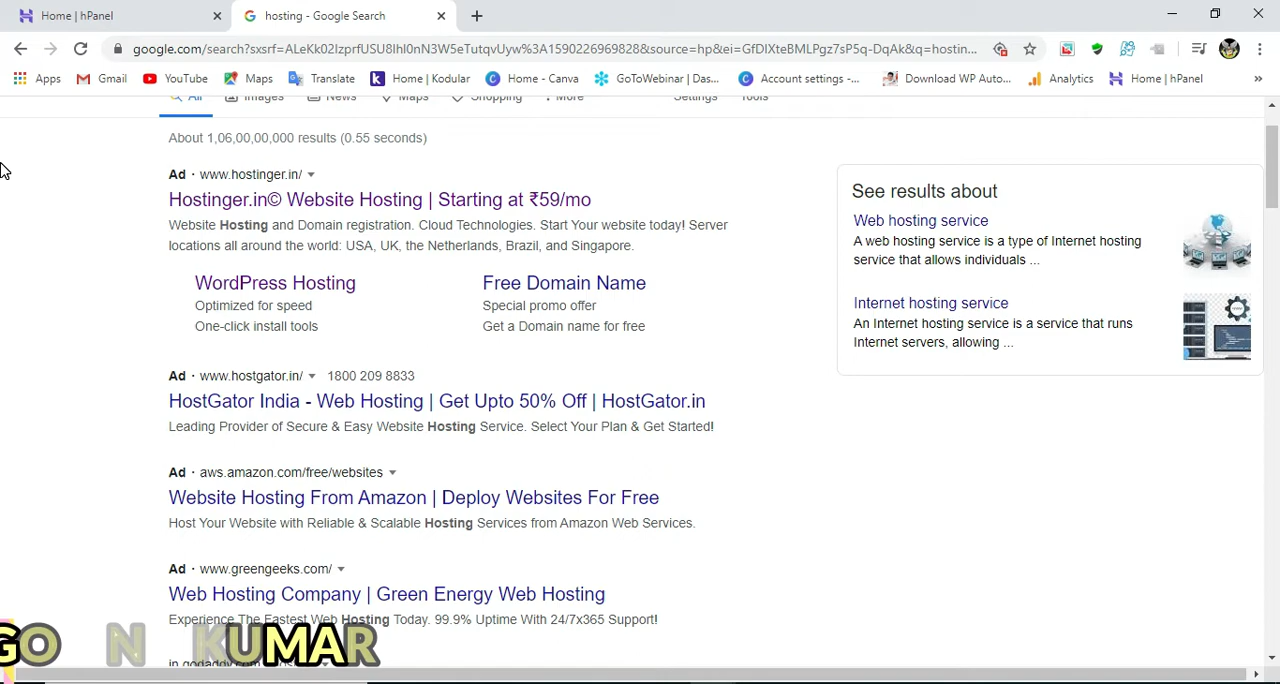 Home | hPanel
hosting - Google Search
google.com/search?sxsrf=ALeKk02IzprfUSU8IhI0nN3W5eTutqvUyw%3A1590226969828&source=hp&ei=GfDIXteBMLPgz7sP5q-DqAk&q=hostin...
Apps
Gmail
YouTube
Maps
Translate
Home | Kodular
Home - Canva
GoToWebinar | Das...
Account settings -...
Download WP Auto...
Analytics
Home | hPanel
»
All
Images
News
Maps
Shopping
More
Settings
Tools
About 1,06,00,00,000 results (0.55 seconds)
Ad · www.hostinger.in/
Hostinger.in© Website Hosting | Starting at ₹59/mo
Website Hosting and Domain registration. Cloud Technologies. Start Your website today! Server
locations all around the world: USA, UK, the Netherlands, Brazil, and Singapore.
WordPress Hosting
Optimized for speed
One-click install tools
Free Domain Name
Special promo offer
Get a Domain name for free
Ad · www.hostgator.in/ 1800 209 8833
HostGator India - Web Hosting | Get Upto 50% Off | HostGator.in
Leading Provider of Secure & Easy Website Hosting Service. Select Your Plan & Get Started!
Ad · aws.amazon.com/free/websites
Website Hosting From Amazon | Deploy Websites For Free
Host Your Website with Reliable & Scalable Hosting Services from Amazon Web Services.
Ad · www.greengeeks.com/
Web Hosting Company | Green Energy Web Hosting
Experience The Fastest Web Hosting Today. 99.9% Uptime With 24/7x365 Support!
See results about
Web hosting service
A web hosting service is a type of Internet hosting
service that allows individuals ...
Internet hosting service
An Internet hosting service is a service that runs
Internet servers, allowing ...
GO N KUMAR